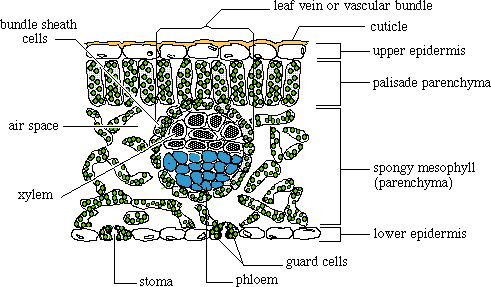 leaf vein or vascular bundle
bundle sheath
cells
cuticle
upper epidermis
palisade parenchyma
air space
spongy mesophyll
(parenchyma)
xylem
lower epidermis
guard cells
stoma
phloem